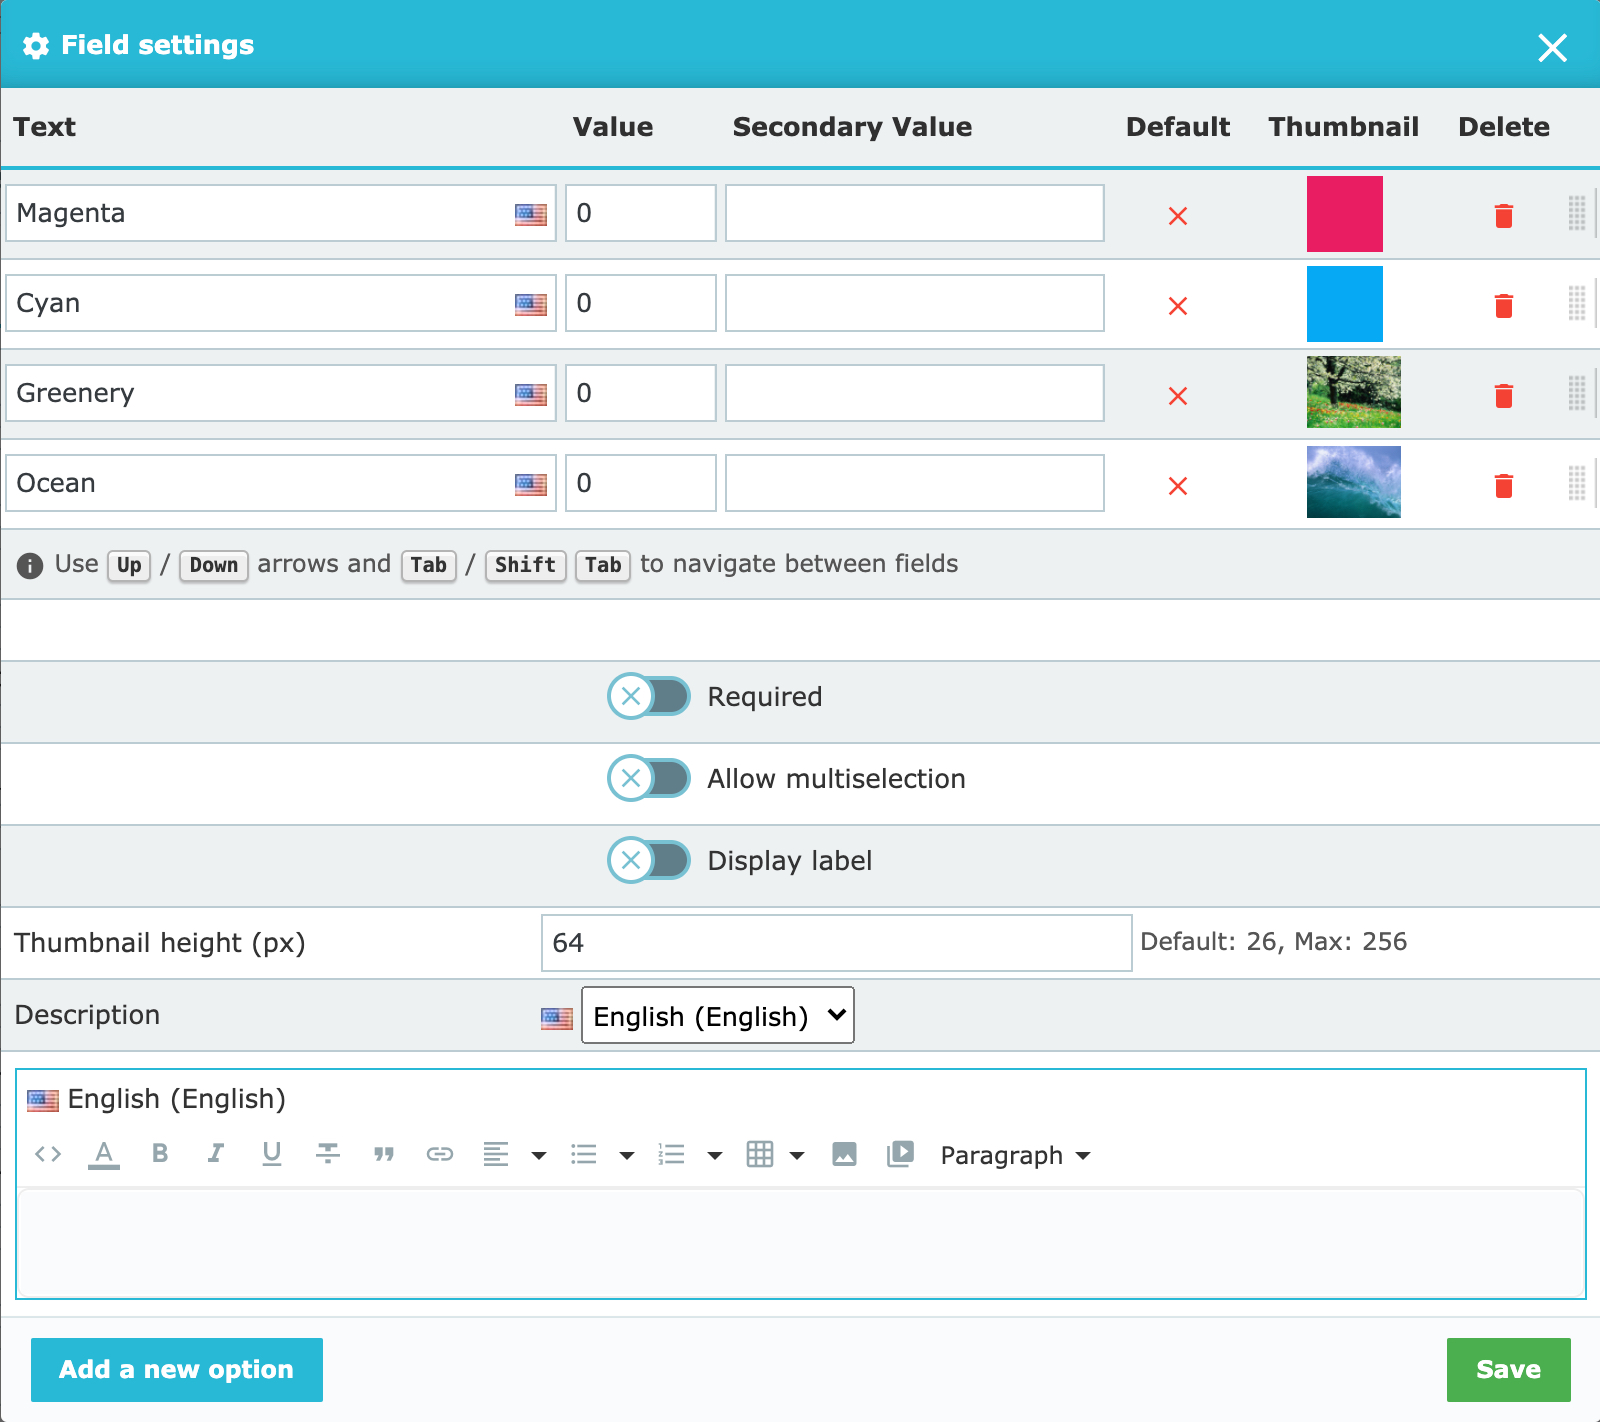 Field settings
Text Value Secondary Value Default Thumbnail Delete
Magenta 0
Cyan 0
Greenery 0
Ocean 0
Use Up / Down arrows and Tab / Shift Tab to navigate between fields
Required
Allow multiselection
Display label
Thumbnail height (px) 64 Default: 26, Max: 256
Description English (English)
English (English)
A B I U Paragraph
Add a new option Save